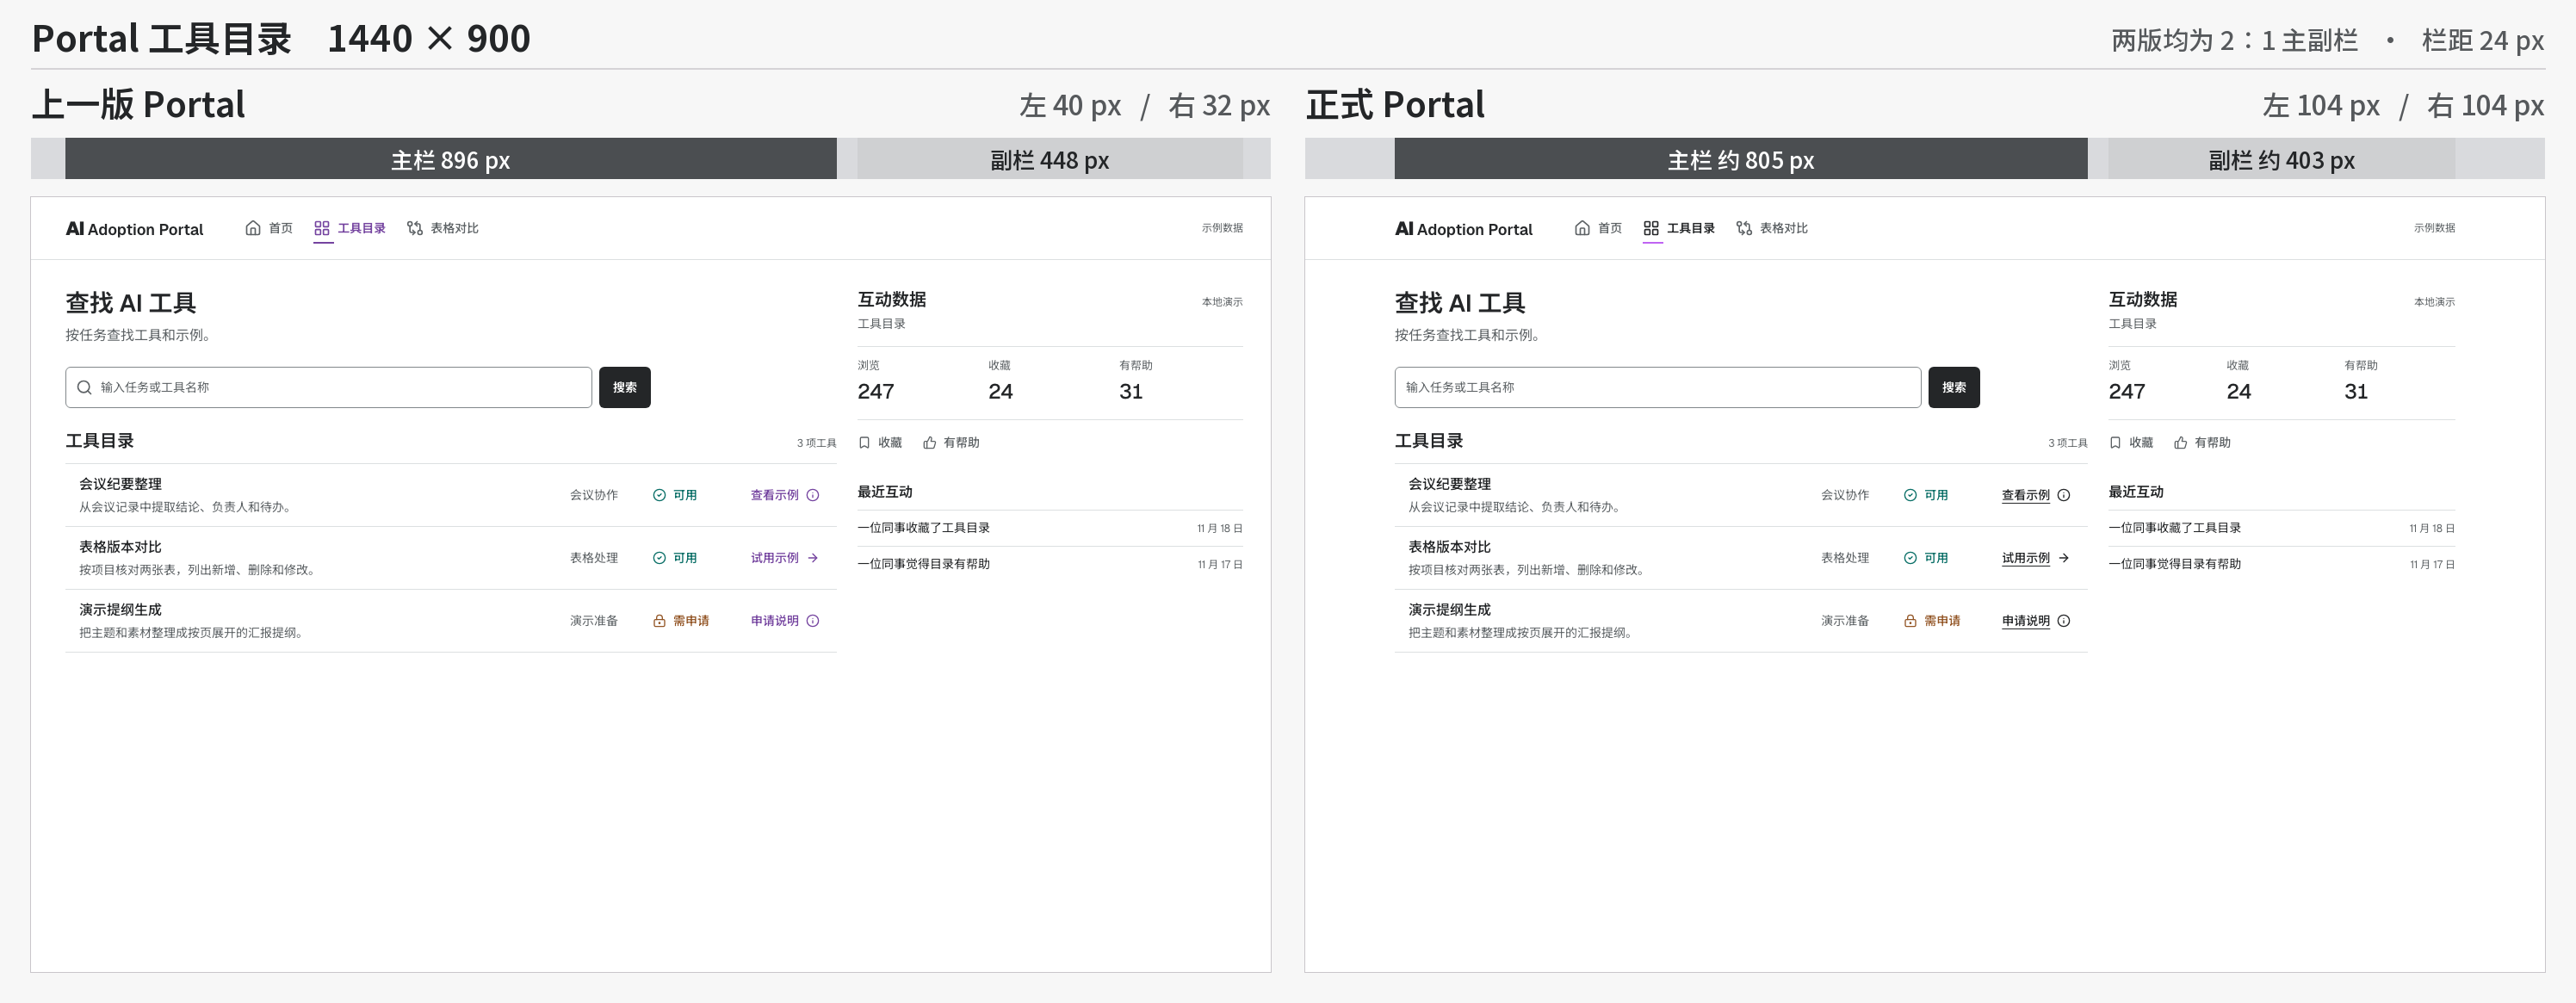 Portal 工具目录 1440 × 900
两版均为 2：1 主副栏 • 栏距 24 px
上一版 Portal
左 40 px / 右 32 px
主栏 896 px
副栏 448 px
AI Adoption Portal
首页
工具目录
表格对比
示例数据
查找 AI 工具
按任务查找工具和示例。
输入任务或工具名称
搜索
工具目录
3 项工具
会议纪要整理
从会议记录中提取结论、负责人和待办。
会议协作
可用
查看示例
表格版本对比
按项目核对两张表，列出新增、删除和修改。
表格处理
可用
试用示例
演示提纲生成
把主题和素材整理成按页展开的汇报提纲。
演示准备
需申请
申请说明
互动数据
本地演示
工具目录
浏览
收藏
有帮助
247
24
31
收藏
有帮助
最近互动
一位同事收藏了工具目录
11 月 18 日
一位同事觉得目录有帮助
11 月 17 日
正式 Portal
左 104 px / 右 104 px
主栏 约 805 px
副栏 约 403 px
AI Adoption Portal
首页
工具目录
表格对比
示例数据
查找 AI 工具
按任务查找工具和示例。
输入任务或工具名称
搜索
工具目录
3 项工具
会议纪要整理
从会议记录中提取结论、负责人和待办。
会议协作
可用
查看示例
表格版本对比
按项目核对两张表，列出新增、删除和修改。
表格处理
可用
试用示例
演示提纲生成
把主题和素材整理成按页展开的汇报提纲。
演示准备
需申请
申请说明
互动数据
本地演示
工具目录
浏览
收藏
有帮助
247
24
31
收藏
有帮助
最近互动
一位同事收藏了工具目录
11 月 18 日
一位同事觉得目录有帮助
11 月 17 日